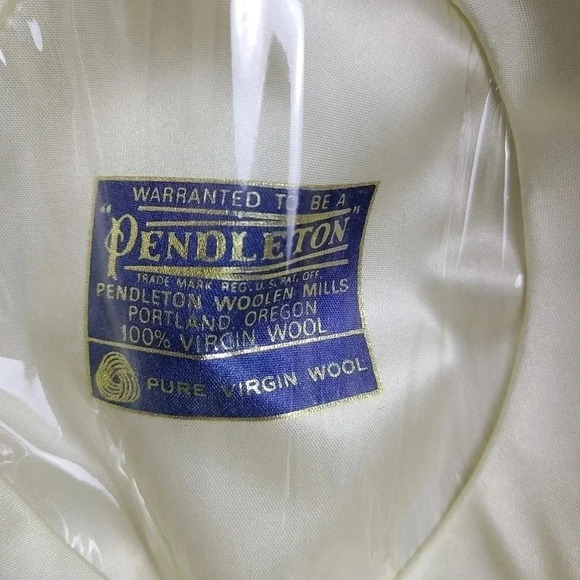 WARRANTED TO BE A
"PENDLETON"
TRADE MARK REG. U.S. PAT. OFF.
PENDLETON WOOLEN MILLS
PORTLAND, OREGON
100% VIRGIN WOOL
PURE VIRGIN WOOL